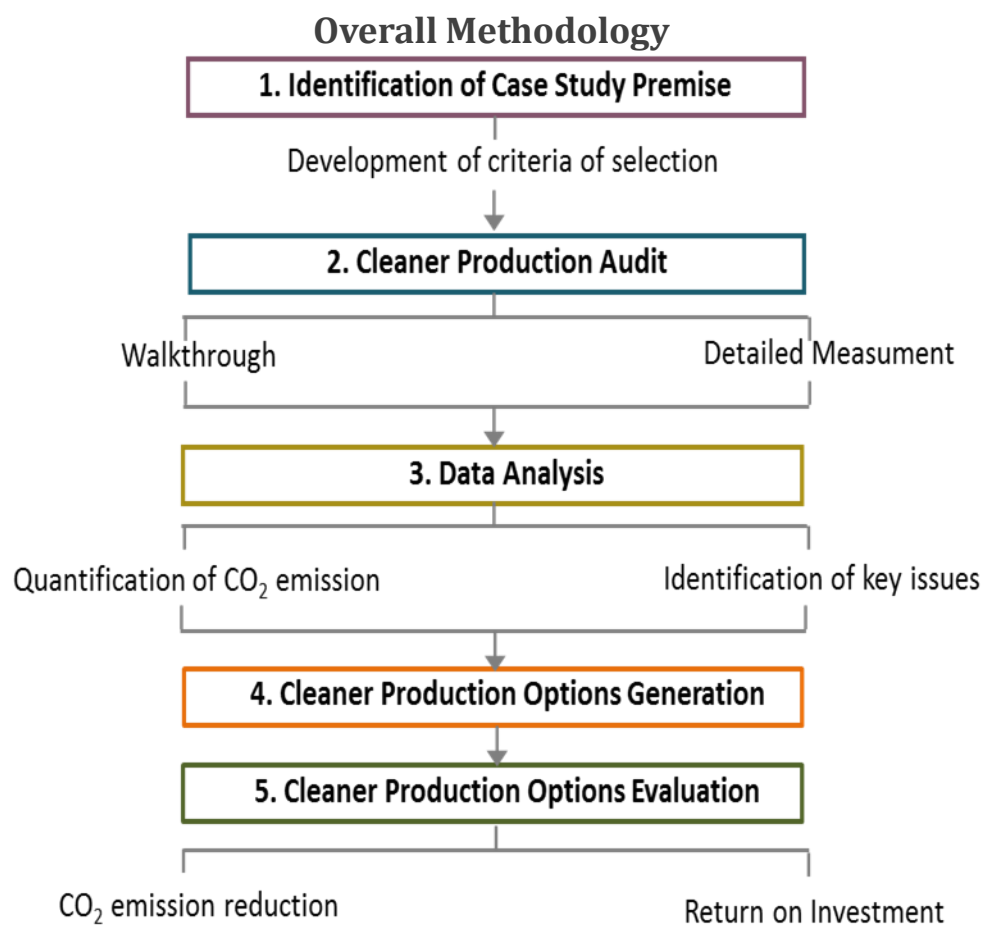 Overall Methodology
1. Identification of Case Study Premise
Development of criteria of selection
2. Cleaner Production Audit
Walkthrough
Detailed Measument
3. Data Analysis
Quantification of CO₂ emission
Identification of key issues
4. Cleaner Production Options Generation
5. Cleaner Production Options Evaluation
CO₂ emission reduction
Return on Investment